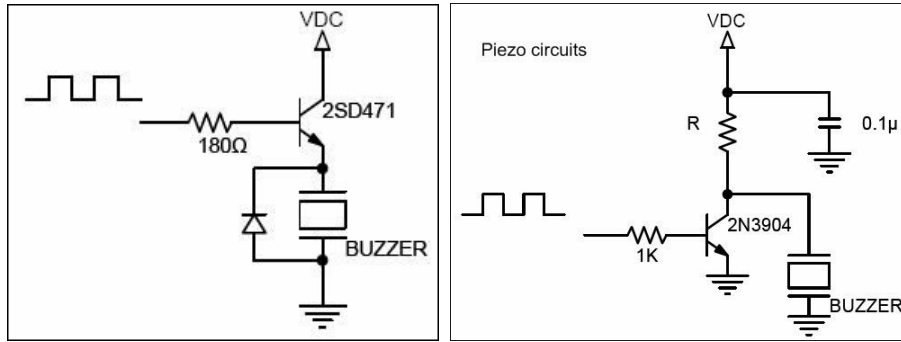 VDC
2SD471
180Ω
BUZZER
Piezo circuits
VDC
R
0.1µ
2N3904
1K
BUZZER